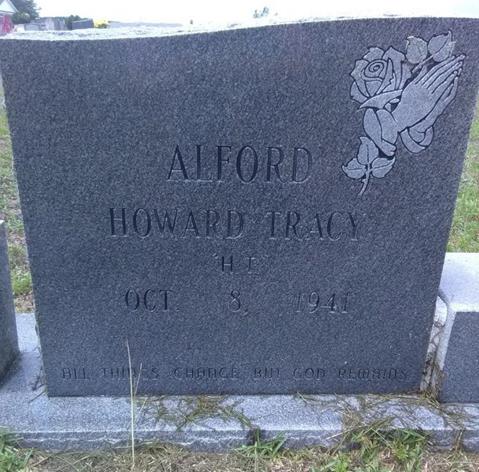 ALFORD
HOWARD TRACY
"H T"
OCT 8, 1941
ALL THINGS CHANGE BUT GOD REMAINS